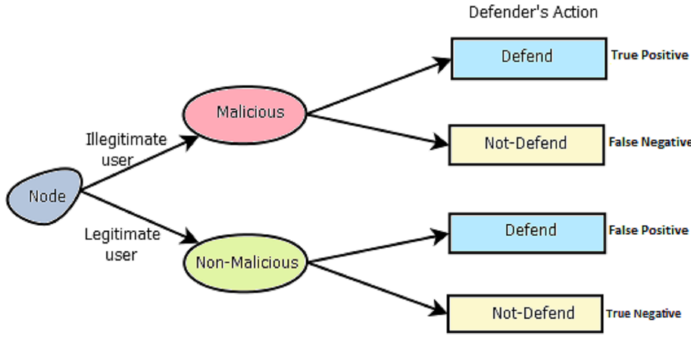 Defender's Action
Defend
True Positive
Malicious
Illegitimate
user
Not-Defend
False Negative
Node
Legitimate
user
Defend
False Positive
Non-Malicious
Not-Defend
True Negative